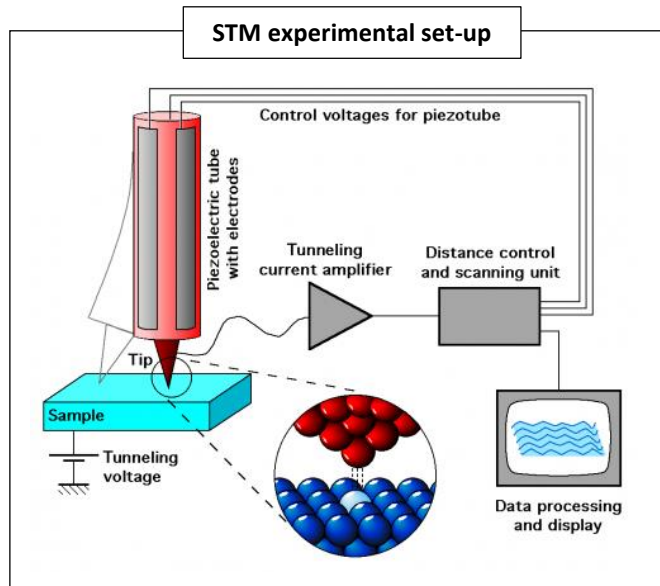 STM experimental set-up
Control voltages for piezotube
Piezoelectric tube
with electrodes
Tunneling
current amplifier
Distance control
and scanning unit
Tip
Sample
Tunneling
voltage
Data processing
and display